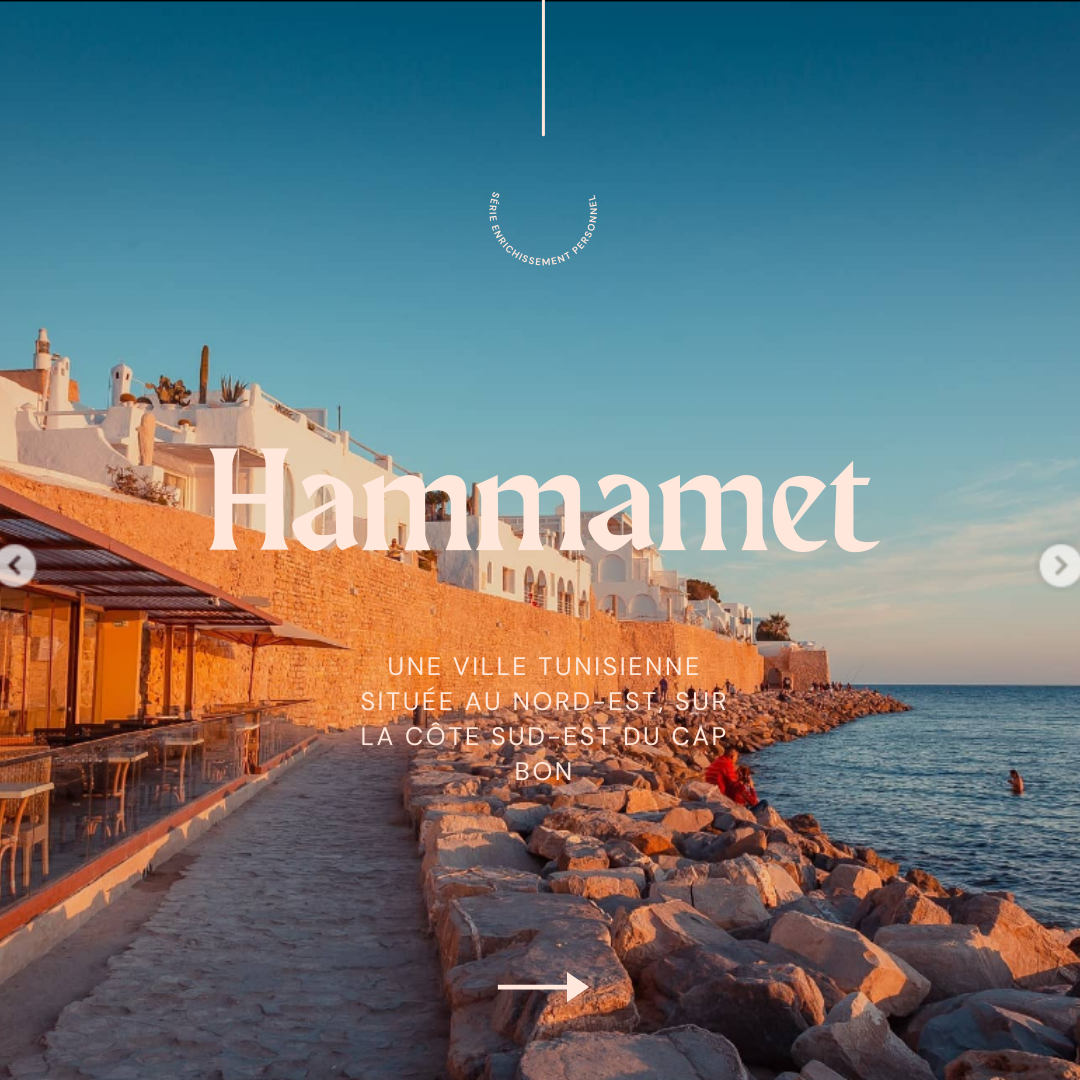 SÉRIE ENRICHISSEMENT PERSONNEL
Hammamet
UNE VILLE TUNISIENNE
SITUÉE AU NORD-EST, SUR
LA CÔTE SUD-EST DU CAP
BON